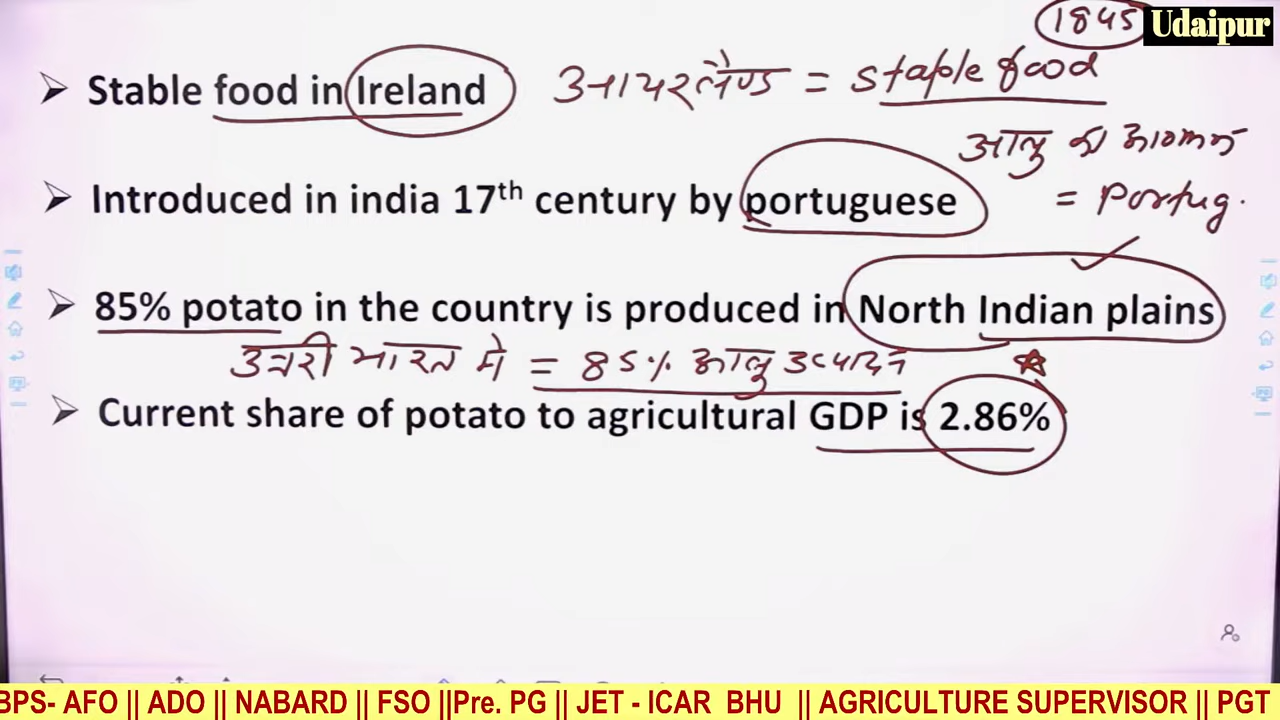 1845 Udaipur
➤ Stable food in Ireland आयरलैण्ड = staple food
आलु का आगमन
➤ Introduced in india 17th century by portuguese = Portug.
➤ 85% potato in the country is produced in North Indian plains
उत्तरी भारत मे = 85% आलु उत्पादन
➤ Current share of potato to agricultural GDP is 2.86%
BPS- AFO || ADO || NABARD || FSO ||Pre. PG || JET - ICAR BHU || AGRICULTURE SUPERVISOR || PGT